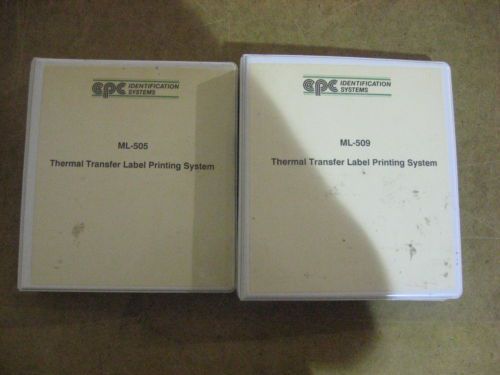 epc IDENTIFICATION
SYSTEMS
ML-505
Thermal Transfer Label Printing System
epc IDENTIFICATION
SYSTEMS
ML-509
Thermal Transfer Label Printing System